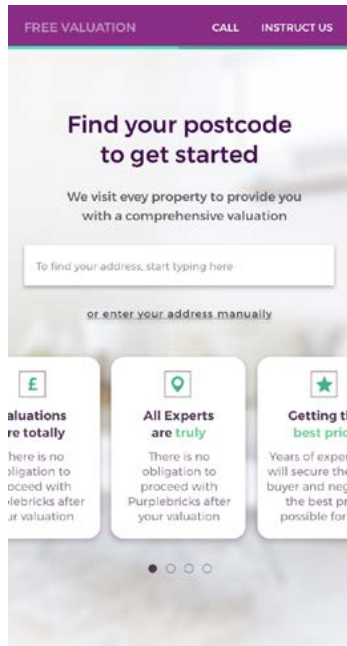 FREE VALUATION
CALL
INSTRUCT US
Find your postcode
to get started
We visit evey property to provide you
with a comprehensive valuation
To find your address, start typing here
or enter your address manually
£
aluations
re totally
here is no
bligation to
oceed with
plebricks after
ur valuation
All Experts
are truly
There is no
obligation to
proceed with
Purplebricks after
your valuation
Getting th
best pric
Years of exper
will secure the
buyer and neg
the best pr
possible for